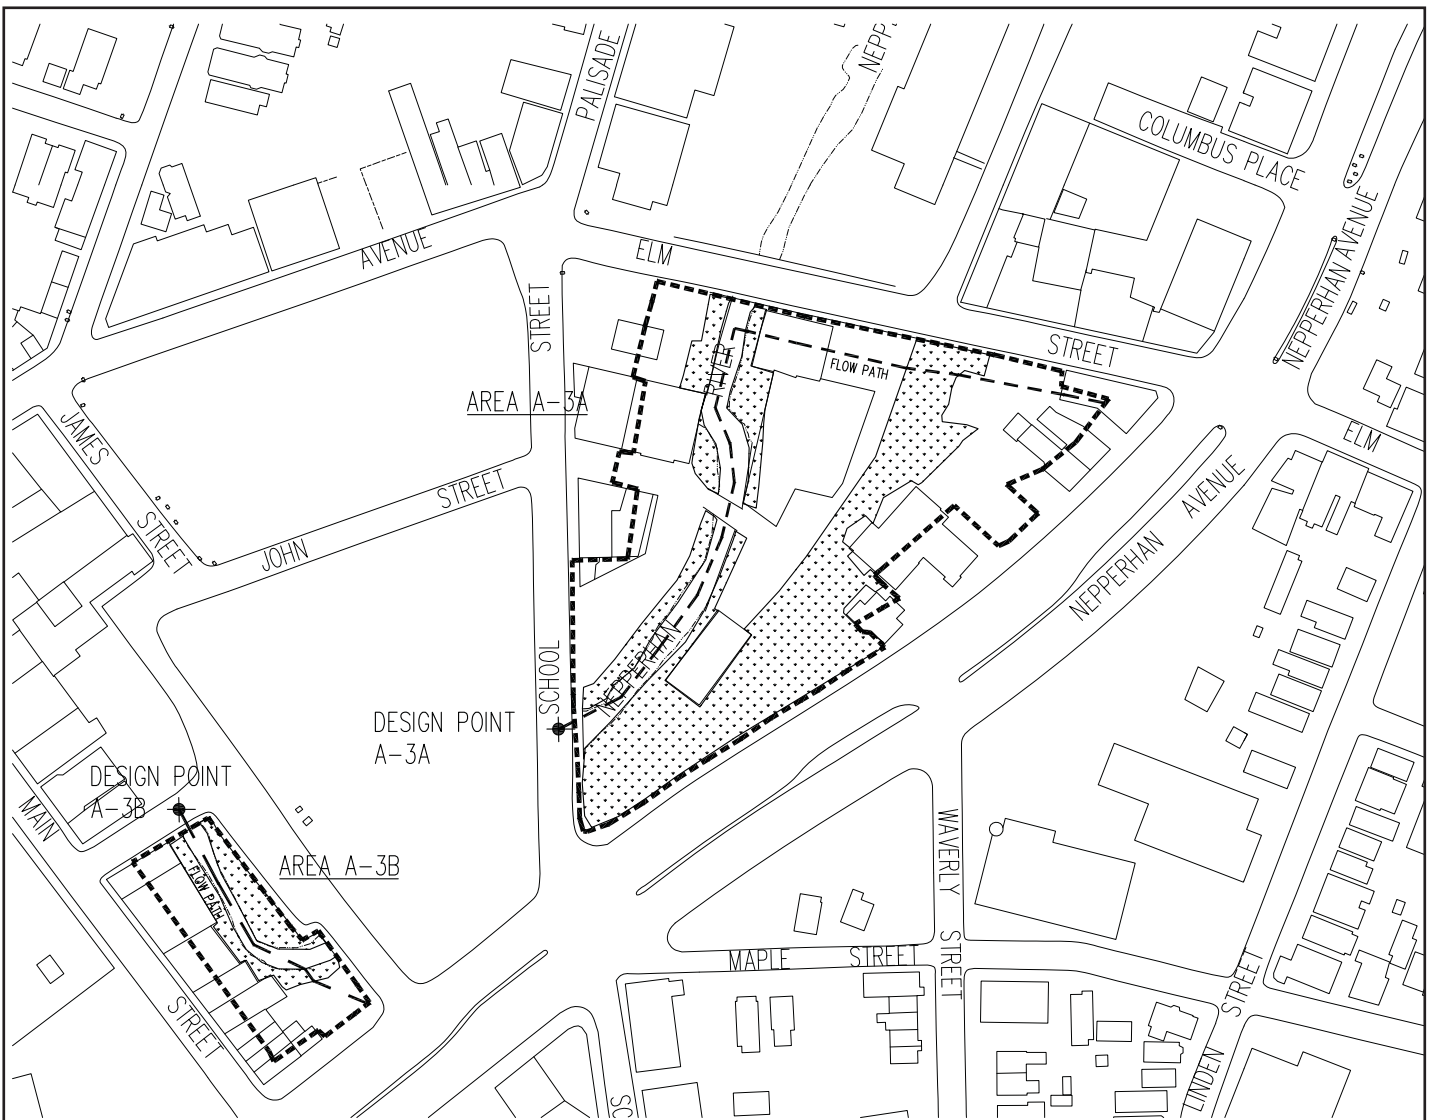 PALISADE
NEPP
COLUMBUS PLACE
AVENUE
ELM
NEPPERHAN AVENUE
STREET
STREET
RIVER
FLOW PATH
AREA A-3A
JAMES
STREET
ELM
STREET
JOHN
NEPPERHAN AVENUE
NEPPERHAN
SCHOOL
DESIGN POINT
A-3A
DESIGN POINT
A-3B
MAIN
AREA A-3B
FLOW PATH
WAVERLY STREET
MAPLE STREET
STREET
STREET
LINDEN
SC